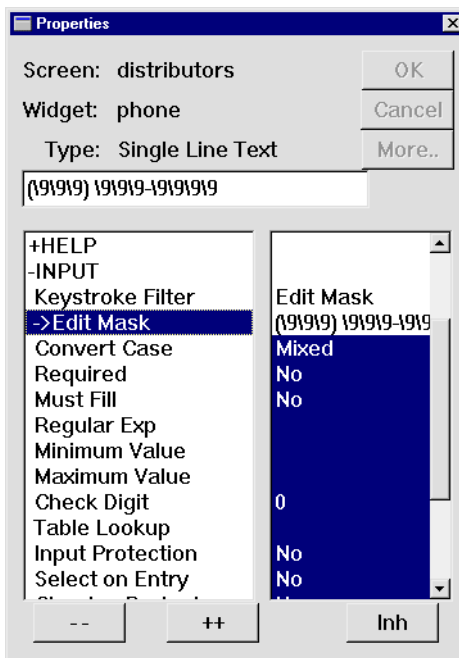 Properties
Screen: distributors OK
Widget: phone Cancel
Type: Single Line Text More..
(\9\9\9) \9\9\9-\9\9\9\9
+HELP
-INPUT
Keystroke Filter Edit Mask
->Edit Mask (\9\9\9) \9\9\9-\9\9
Convert Case Mixed
Required No
Must Fill No
Regular Exp
Minimum Value
Maximum Value
Check Digit 0
Table Lookup
Input Protection No
Select on Entry No
-- ++ Inh